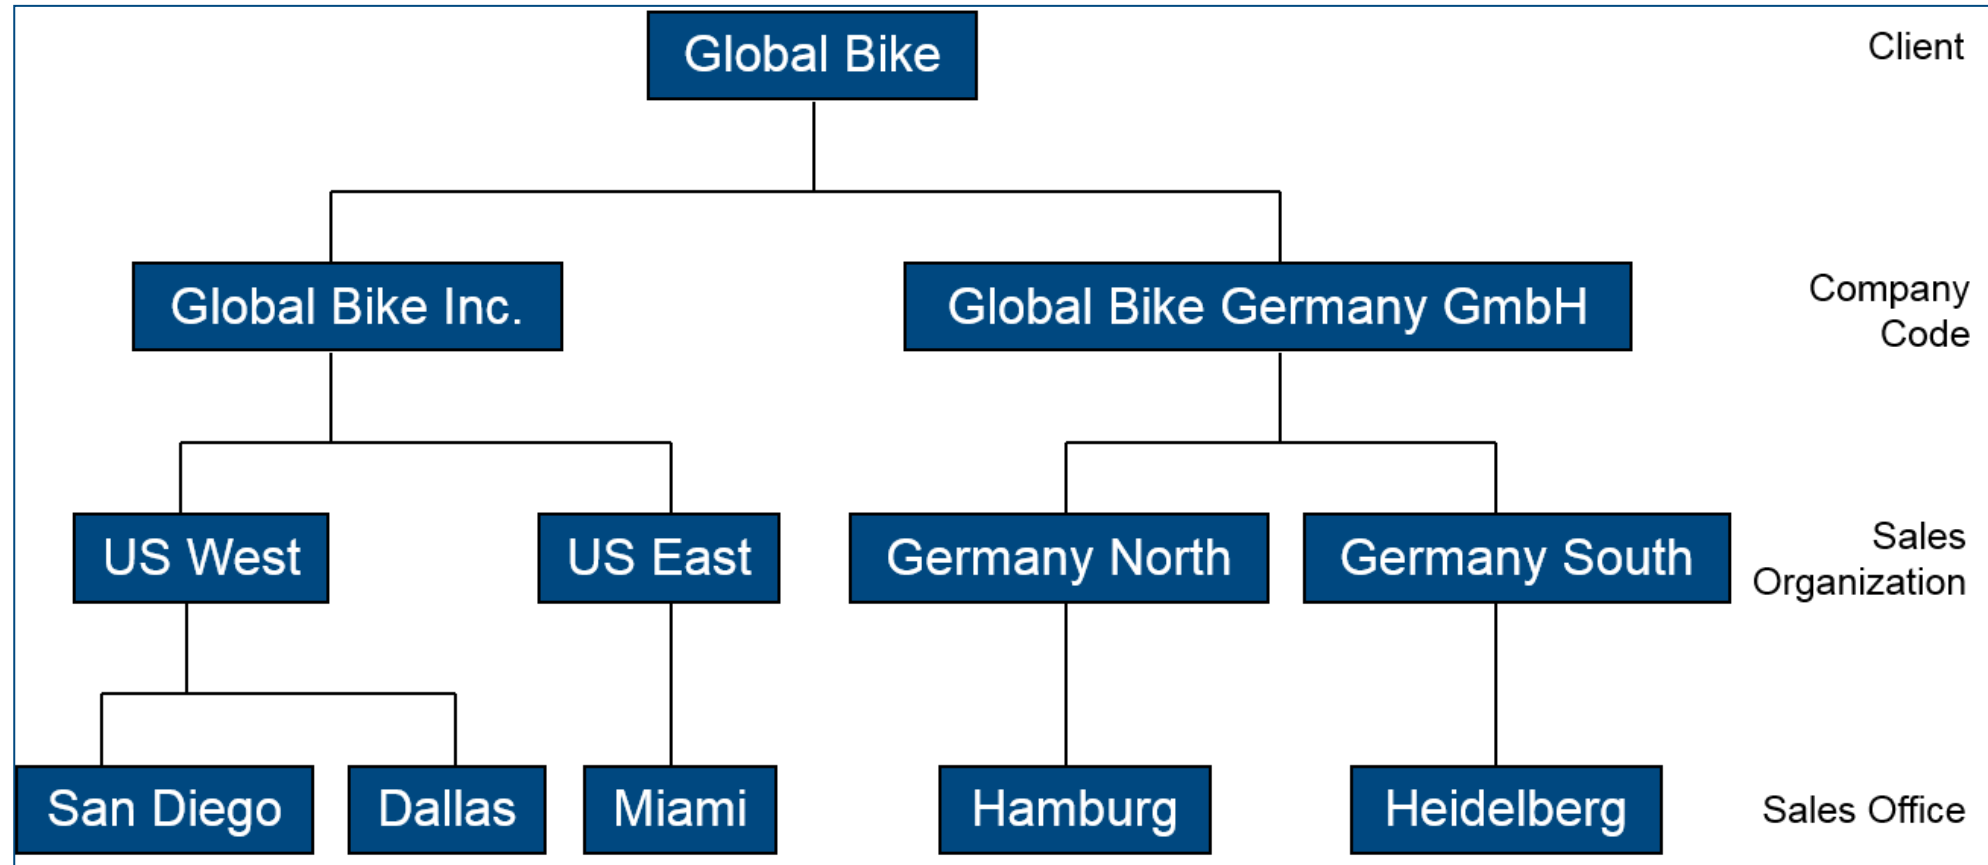 Global Bike
Client
Global Bike Inc.
Global Bike Germany GmbH
Company
Code
US West
US East
Germany North
Germany South
Sales
Organization
San Diego
Dallas
Miami
Hamburg
Heidelberg
Sales Office